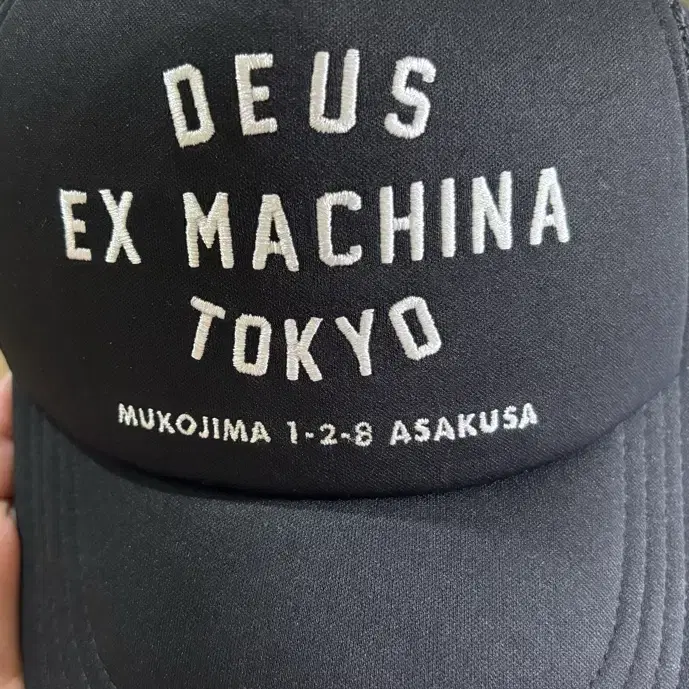 DEUS
EX MACHINA
TOKYO
MUKOJIMA 1-2-8 ASAKUSA